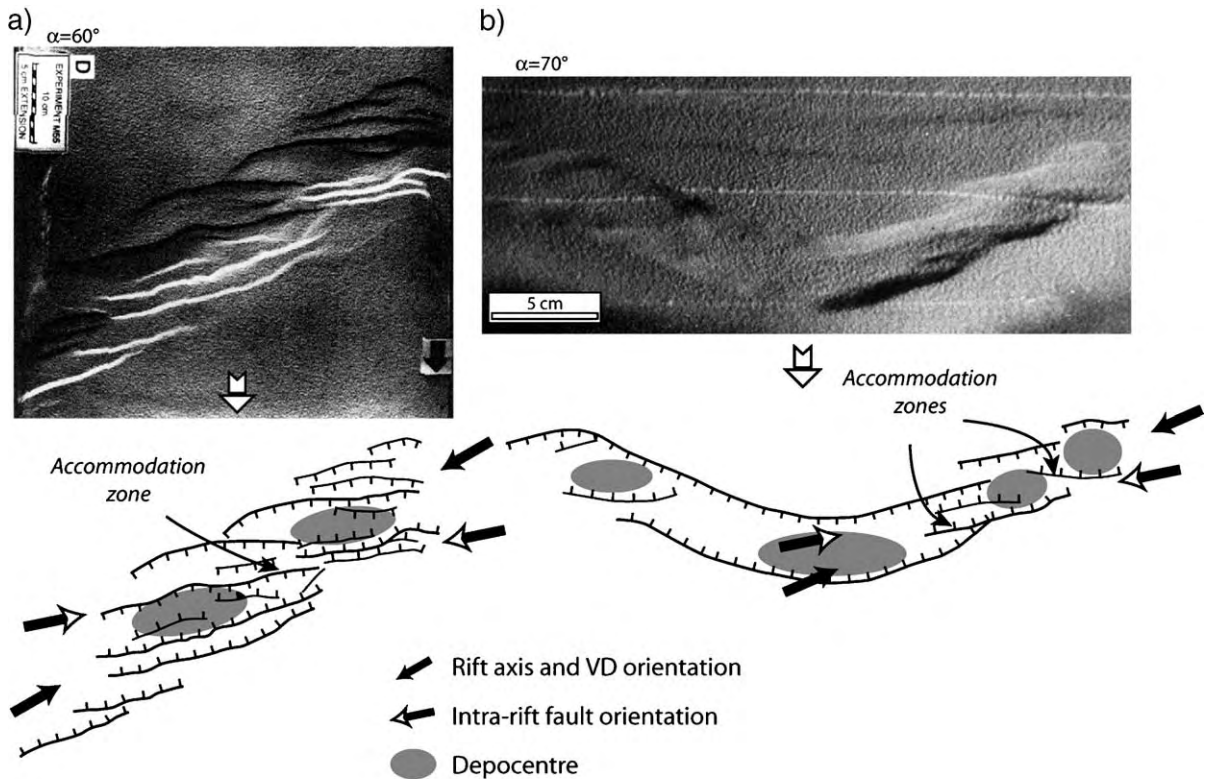 a)
α=60°
D
EXPERIMENT M55
10 cm
5 cm EXTENSION
b)
α=70°
5 cm
Accommodation
zones
Accommodation
zone
Rift axis and VD orientation
Intra-rift fault orientation
Depocentre